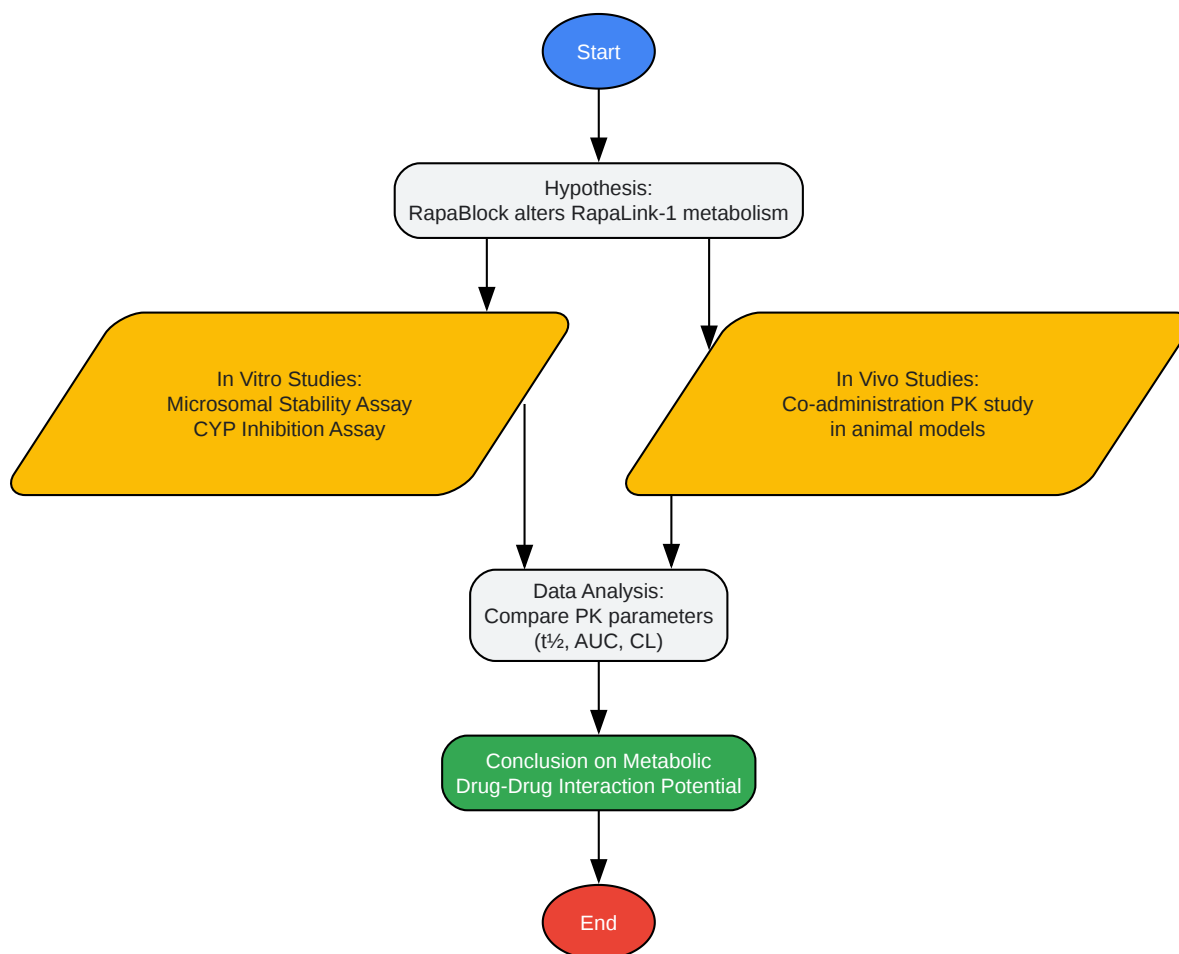 Start
Hypothesis:
RapaBlock alters RapaLink-1 metabolism
In Vitro Studies:
Microsomal Stability Assay
CYP Inhibition Assay
In Vivo Studies:
Co-administration PK study
in animal models
Data Analysis:
Compare PK parameters
(t½, AUC, CL)
Conclusion on Metabolic
Drug-Drug Interaction Potential
End